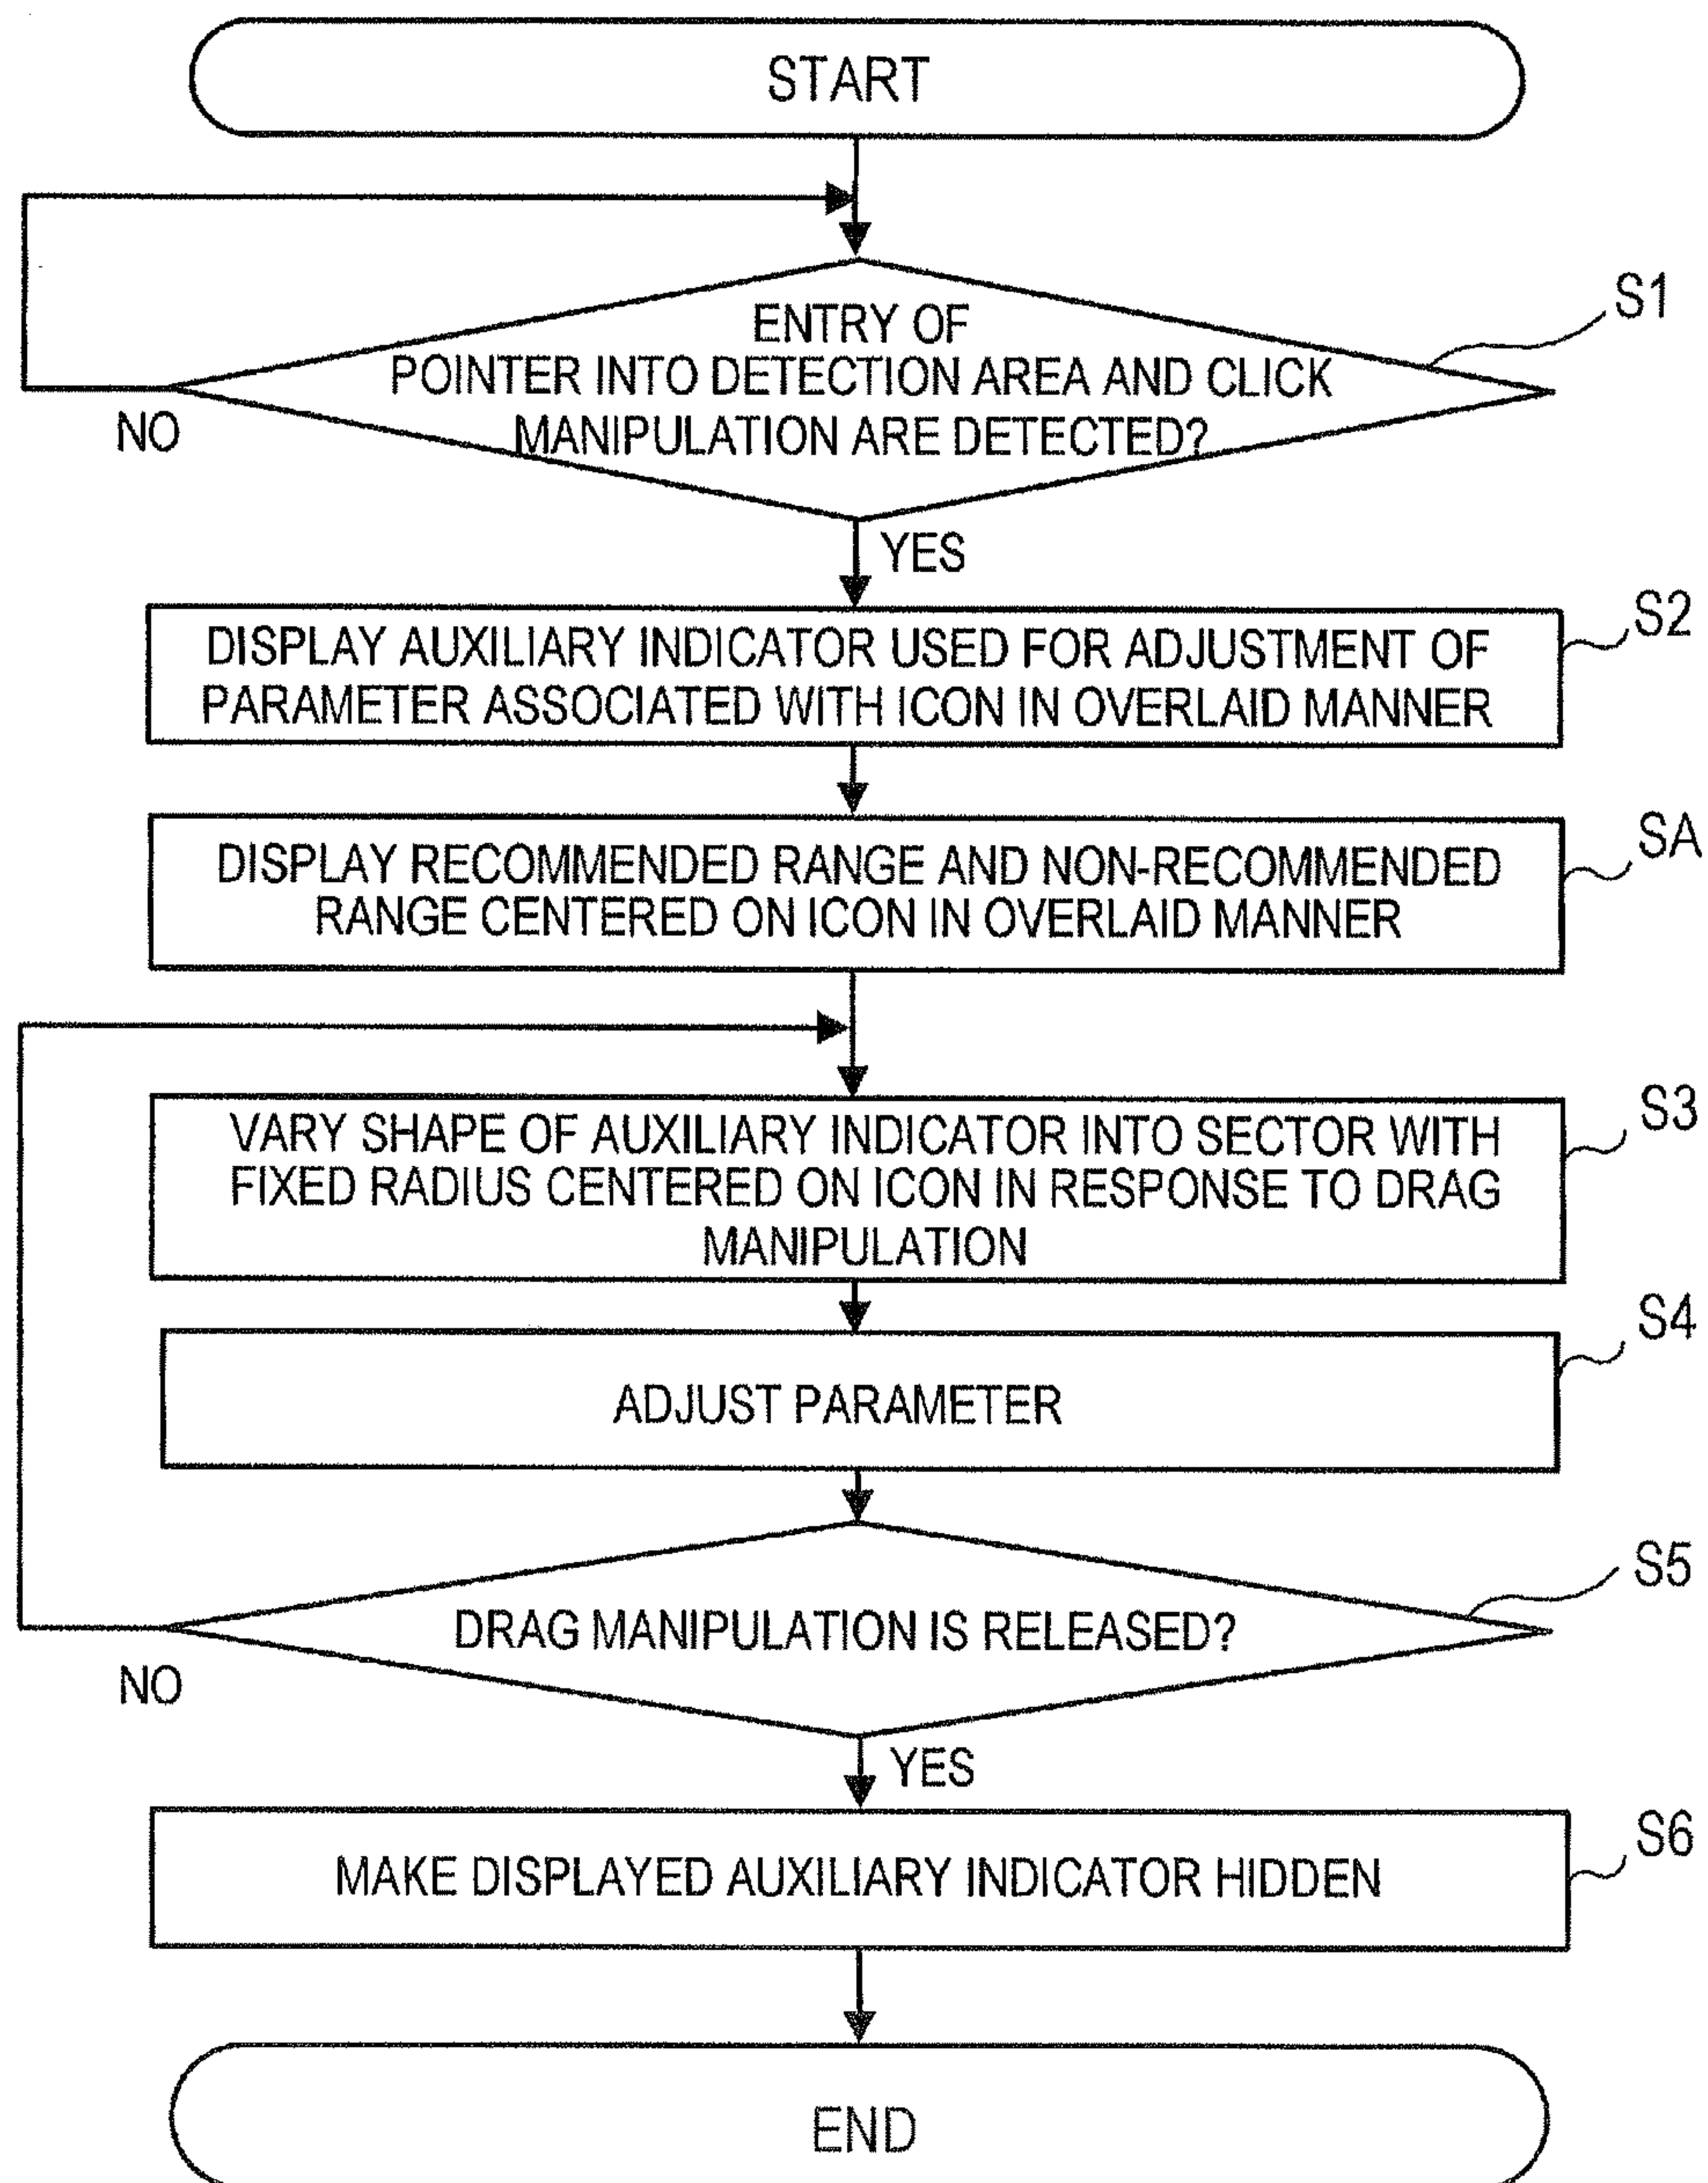 START
S1
ENTRY OF
POINTER INTO DETECTION AREA AND CLICK
MANIPULATION ARE DETECTED?
NO
YES
S2
DISPLAY AUXILIARY INDICATOR USED FOR ADJUSTMENT OF
PARAMETER ASSOCIATED WITH ICON IN OVERLAID MANNER
SA
DISPLAY RECOMMENDED RANGE AND NON-RECOMMENDED
RANGE CENTERED ON ICON IN OVERLAID MANNER
S3
VARY SHAPE OF AUXILIARY INDICATOR INTO SECTOR WITH
FIXED RADIUS CENTERED ON ICON IN RESPONSE TO DRAG
MANIPULATION
S4
ADJUST PARAMETER
S5
DRAG MANIPULATION IS RELEASED?
NO
YES
S6
MAKE DISPLAYED AUXILIARY INDICATOR HIDDEN
END